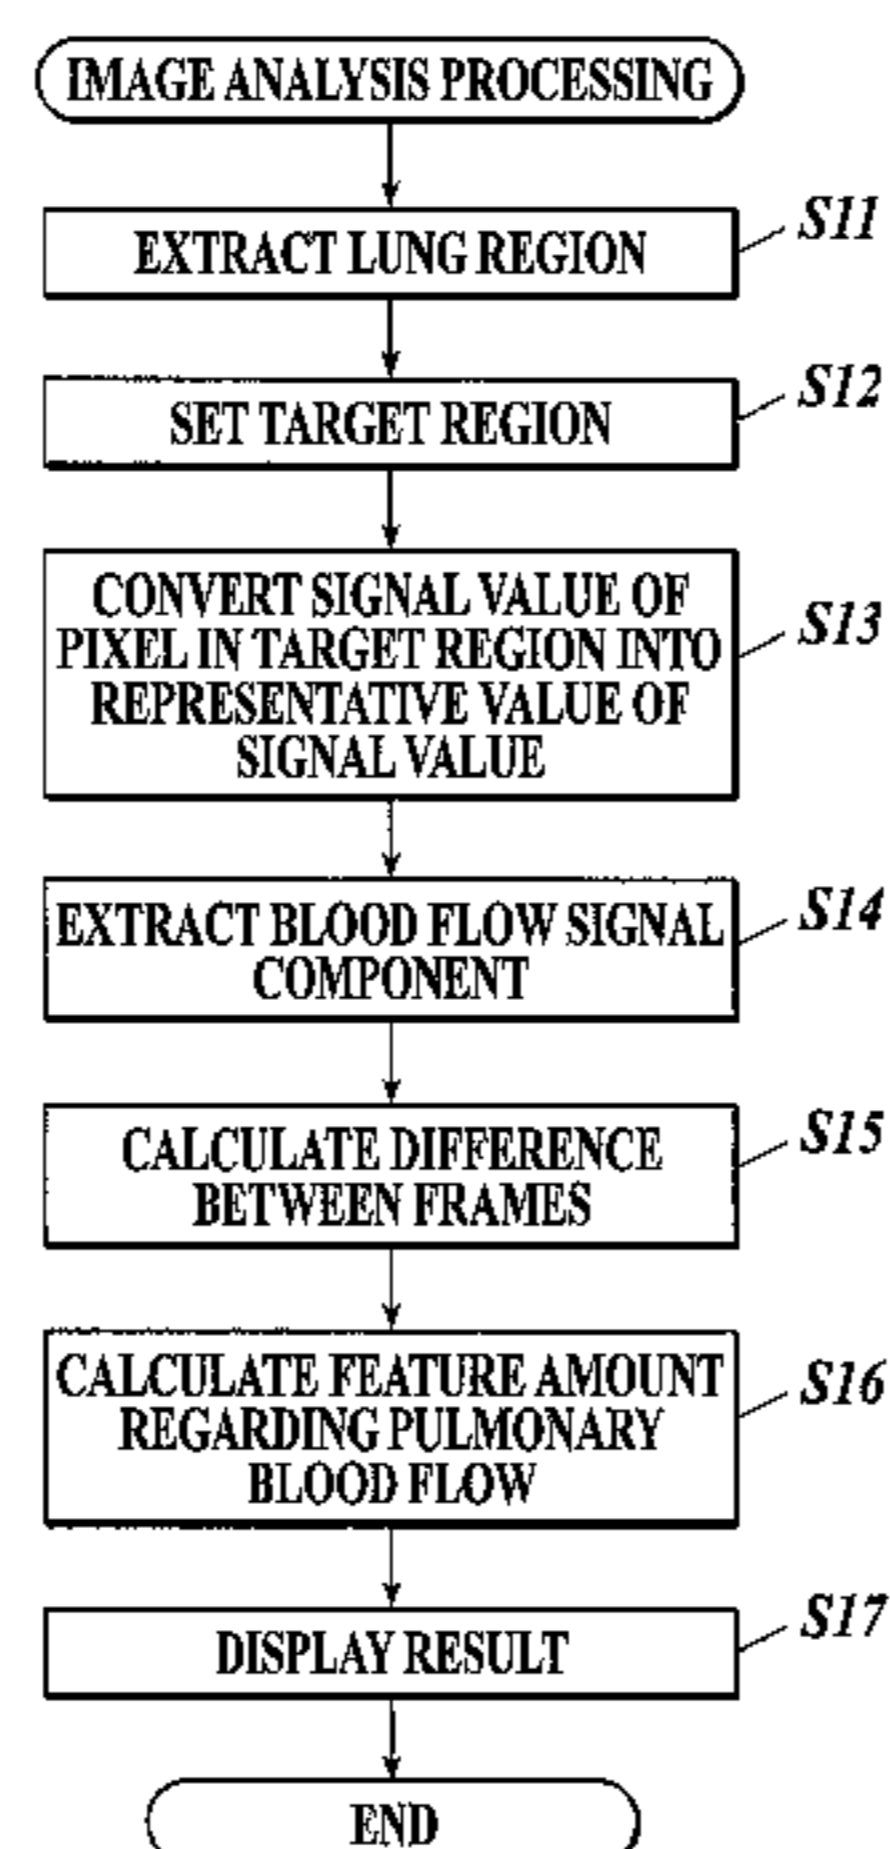 IMAGE ANALYSIS PROCESSING
S11
EXTRACT LUNG REGION
S12
SET TARGET REGION
S13
CONVERT SIGNAL VALUE OF
PIXEL IN TARGET REGION INTO
REPRESENTATIVE VALUE OF
SIGNAL VALUE
S14
EXTRACT BLOOD FLOW SIGNAL
COMPONENT
S15
CALCULATE DIFFERENCE
BETWEEN FRAMES
S16
CALCULATE FEATURE AMOUNT
REGARDING PULMONARY
BLOOD FLOW
S17
DISPLAY RESULT
END